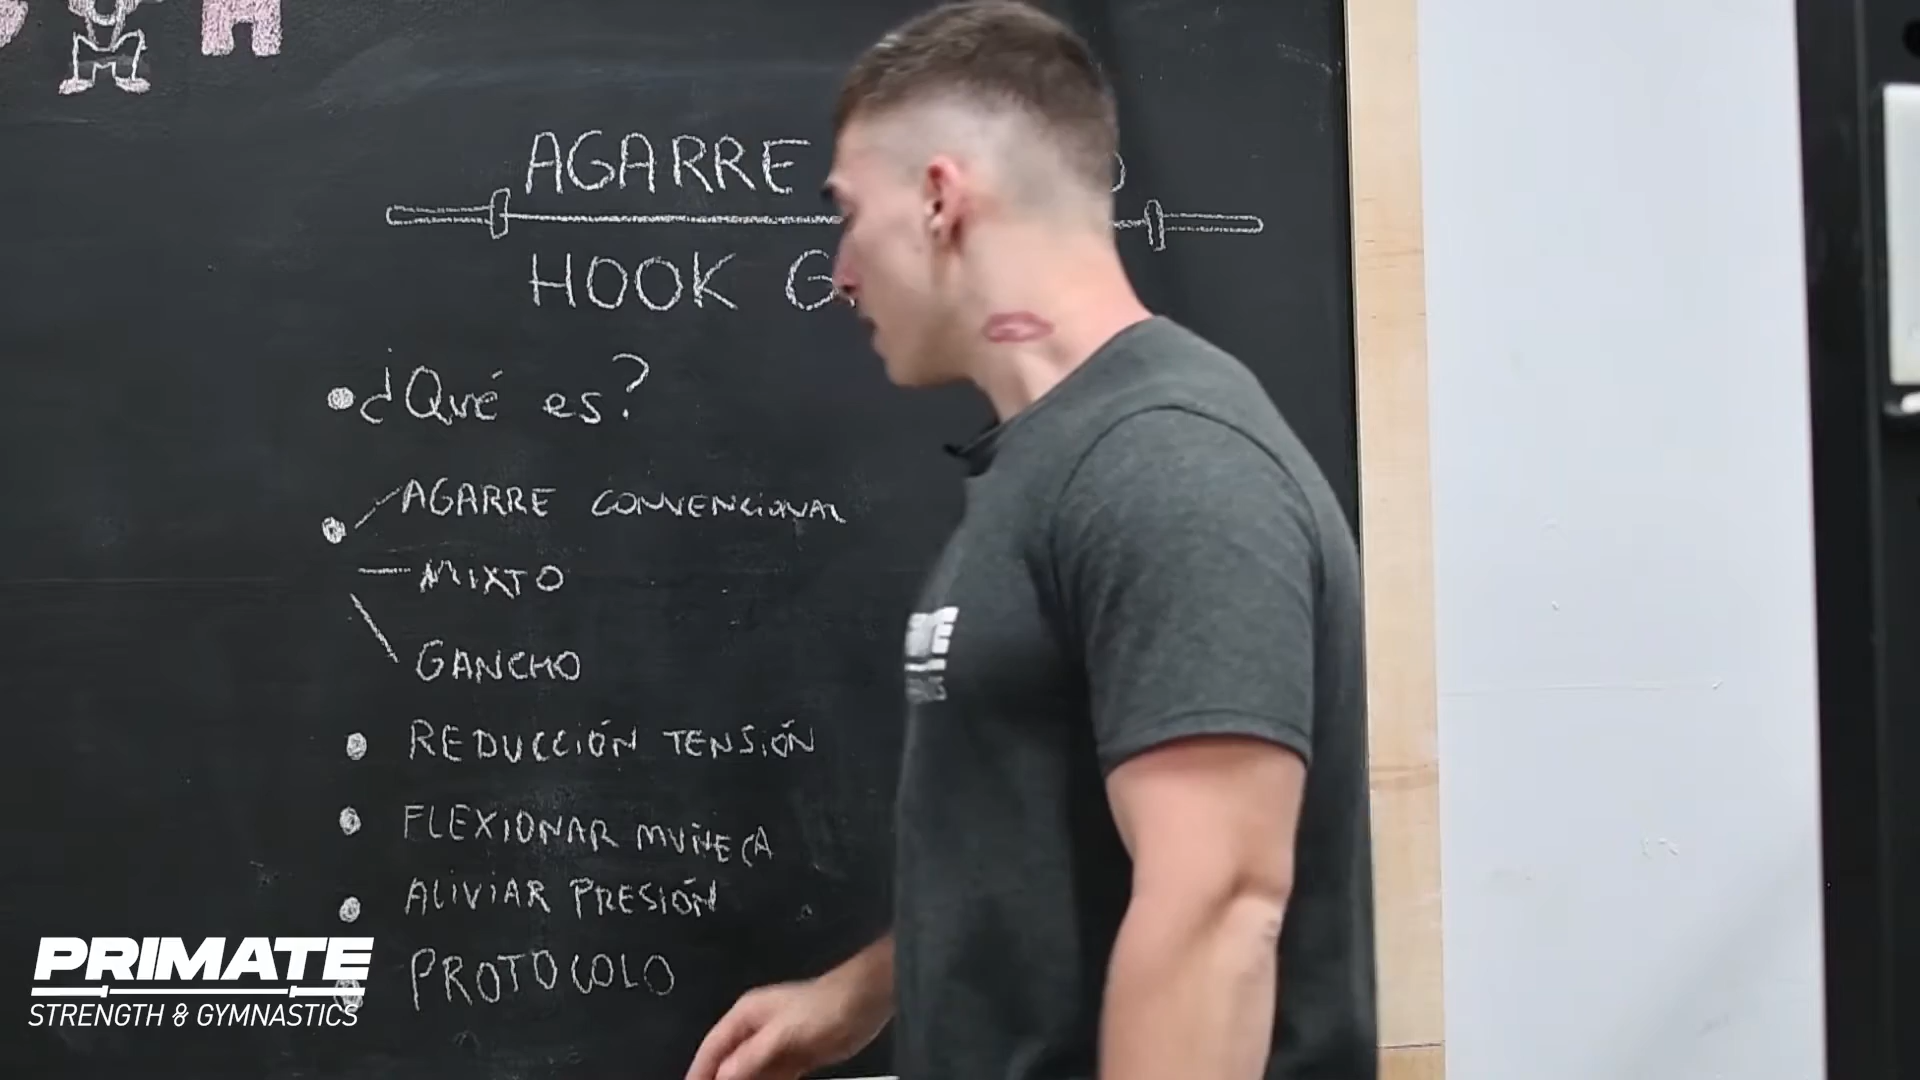 AGARRE
HOOK G
¿Qué es?
AGARRE CONVENCIONAL
MIXTO
GANCHO
REDUCCIÓN TENSIÓN
FLEXIONAR MUÑECA
ALIVIAR PRESIÓN
PROTOCOLO
PRIMATE
STRENGTH & GYMNASTICS